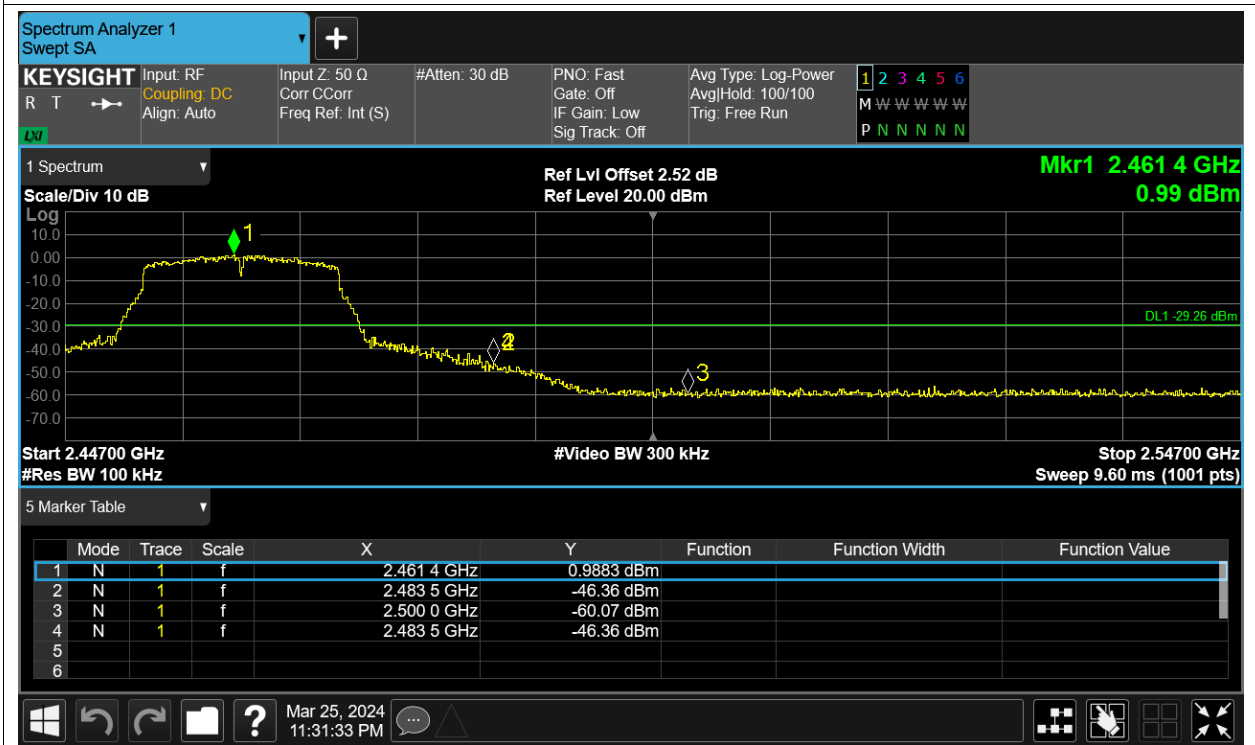 Spectrum Analyzer 1
Swept SA
KEYSIGHT
R T
LXI
Input: RF
Coupling: DC
Align: Auto
Input Z: 50 Ω
Corr CCorr
Freq Ref: Int (S)
#Atten: 30 dB
PNO: Fast
Gate: Off
IF Gain: Low
Sig Track: Off
Avg Type: Log-Power
Avg|Hold: 100/100
Trig: Free Run
1 2 3 4 5 6
M W W W W W W
P N N N N N
1 Spectrum
Scale/Div 10 dB
Ref Lvl Offset 2.52 dB
Ref Level 20.00 dBm
Mkr1 2.461 4 GHz
0.99 dBm
Log
10.0
0.00
-10.0
-20.0
-30.0
-40.0
-50.0
-60.0
-70.0
1
2
3
DL1 -29.26 dBm
Start 2.44700 GHz
#Res BW 100 kHz
#Video BW 300 kHz
Stop 2.54700 GHz
Sweep 9.60 ms (1001 pts)
5 Marker Table
Mode Trace Scale X Y Function Function Width Function Value
1 N 1 f 2.461 4 GHz 0.9883 dBm
2 N 1 f 2.483 5 GHz -46.36 dBm
3 N 1 f 2.500 0 GHz -60.07 dBm
4 N 1 f 2.483 5 GHz -46.36 dBm
5
6
?
Mar 25, 2024
11:31:33 PM